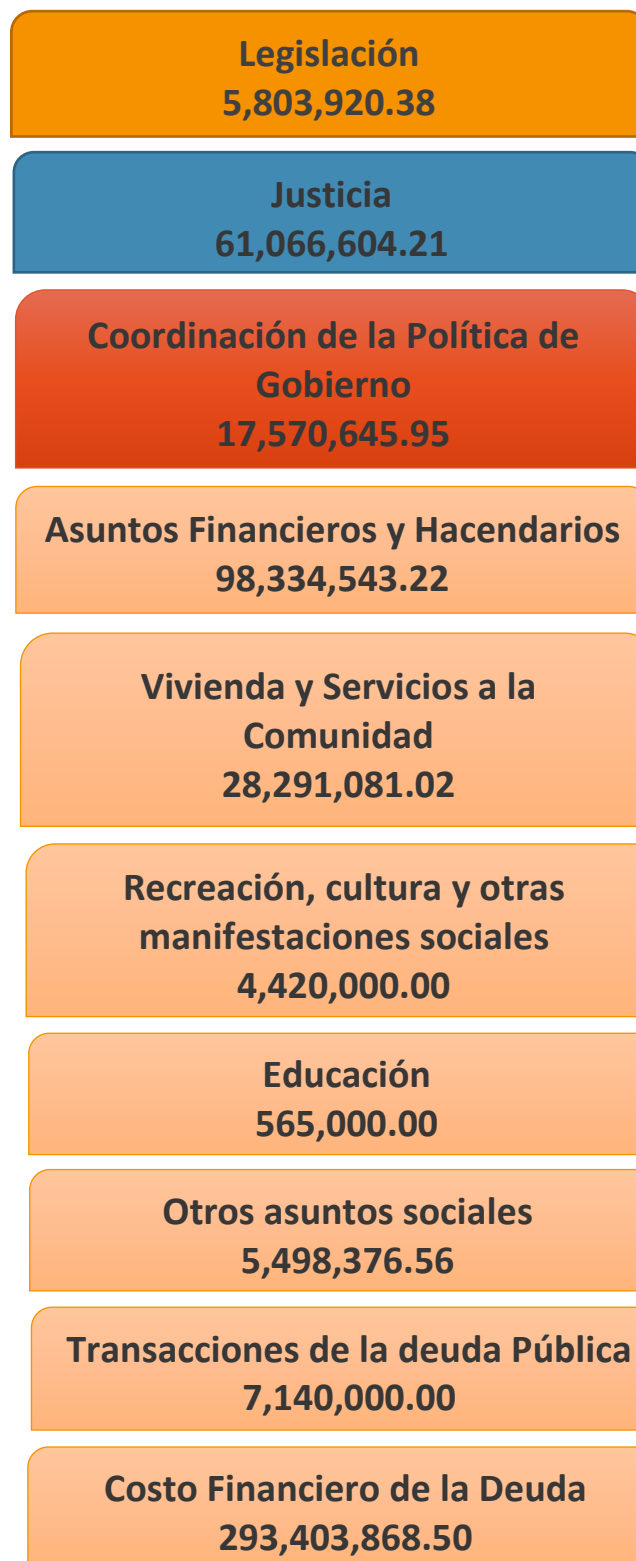 Legislación
5,803,920.38
Justicia
61,066,604.21
Coordinación de la Política de
Gobierno
17,570,645.95
Asuntos Financieros y Hacendarios
98,334,543.22
Vivienda y Servicios a la
Comunidad
28,291,081.02
Recreación, cultura y otras
manifestaciones sociales
4,420,000.00
Educación
565,000.00
Otros asuntos sociales
5,498,376.56
Transacciones de la deuda Pública
7,140,000.00
Costo Financiero de la Deuda
293,403,868.50